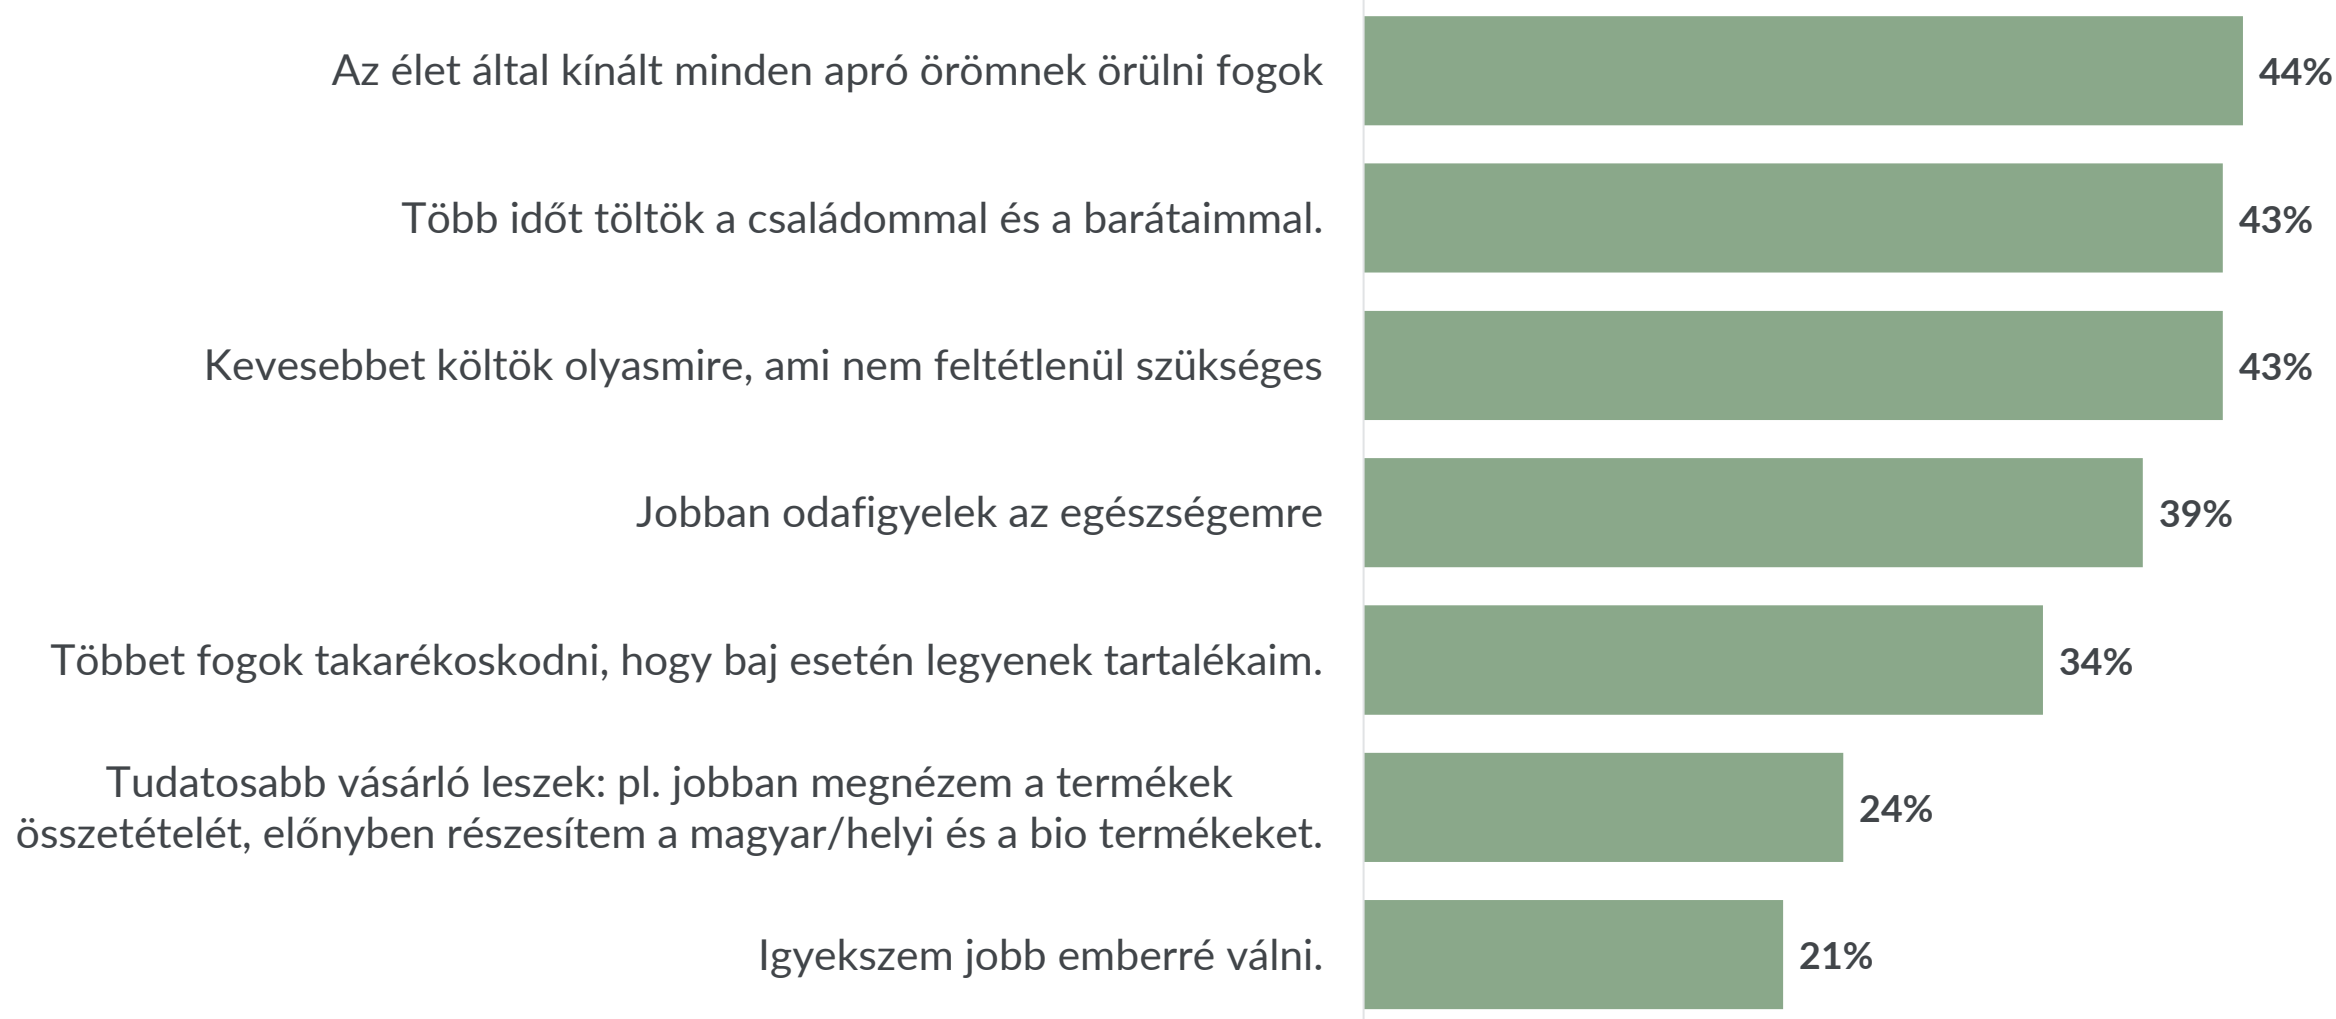 Az élet által kínált minden apró örömnek örülni fogok
44%
Több időt töltök a családommal és a barátaimmal.
43%
Kevesebbet költök olyasmire, ami nem feltétlenül szükséges
43%
Jobban odafigyelek az egészségemre
39%
Többet fogok takarékoskodni, hogy baj esetén legyenek tartalékaim.
34%
Tudatosabb vásárló leszek: pl. jobban megnézem a termékek
összetételét, előnyben részesítem a magyar/helyi és a bio termékeket.
24%
Igyekszem jobb emberré válni.
21%